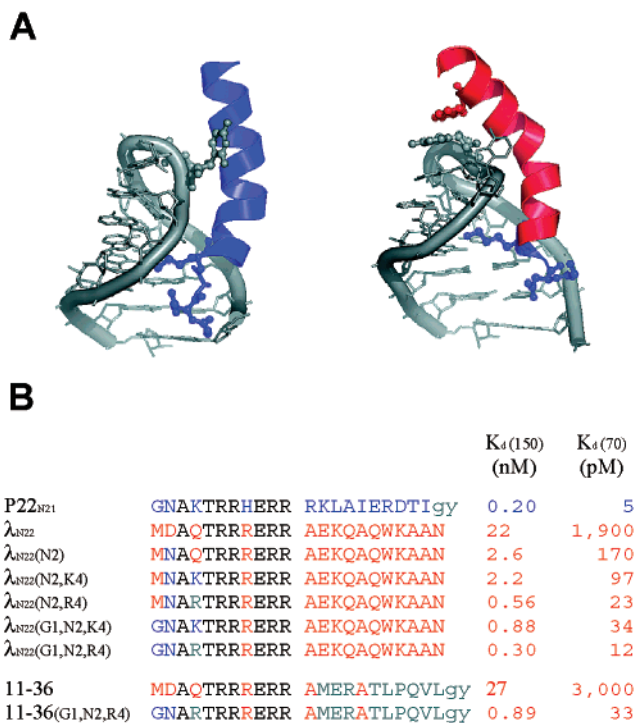 A
B
Kd(150) Kd(70)
(nM) (pM)
P22N21 GNAKTRRHERR RKLAIERDTIgy 0.20 5
λN22 MDAQTRRRERR AEKQAQWKAAN 22 1,900
λN22(N2) MNAQTRRRERR AEKQAQWKAAN 2.6 170
λN22(N2,K4) MNAKTRRRERR AEKQAQWKAAN 2.2 97
λN22(N2,R4) MNARTRRRERR AEKQAQWKAAN 0.56 23
λN22(G1,N2,K4) GNAKTRRRERR AEKQAQWKAAN 0.88 34
λN22(G1,N2,R4) GNARTRRRERR AEKQAQWKAAN 0.30 12
11-36 MDAQTRRRERR AMERATLPQVLgy 27 3,000
11-36(G1,N2,R4) GNARTRRRERR AMERATLPQVLgy 0.89 33